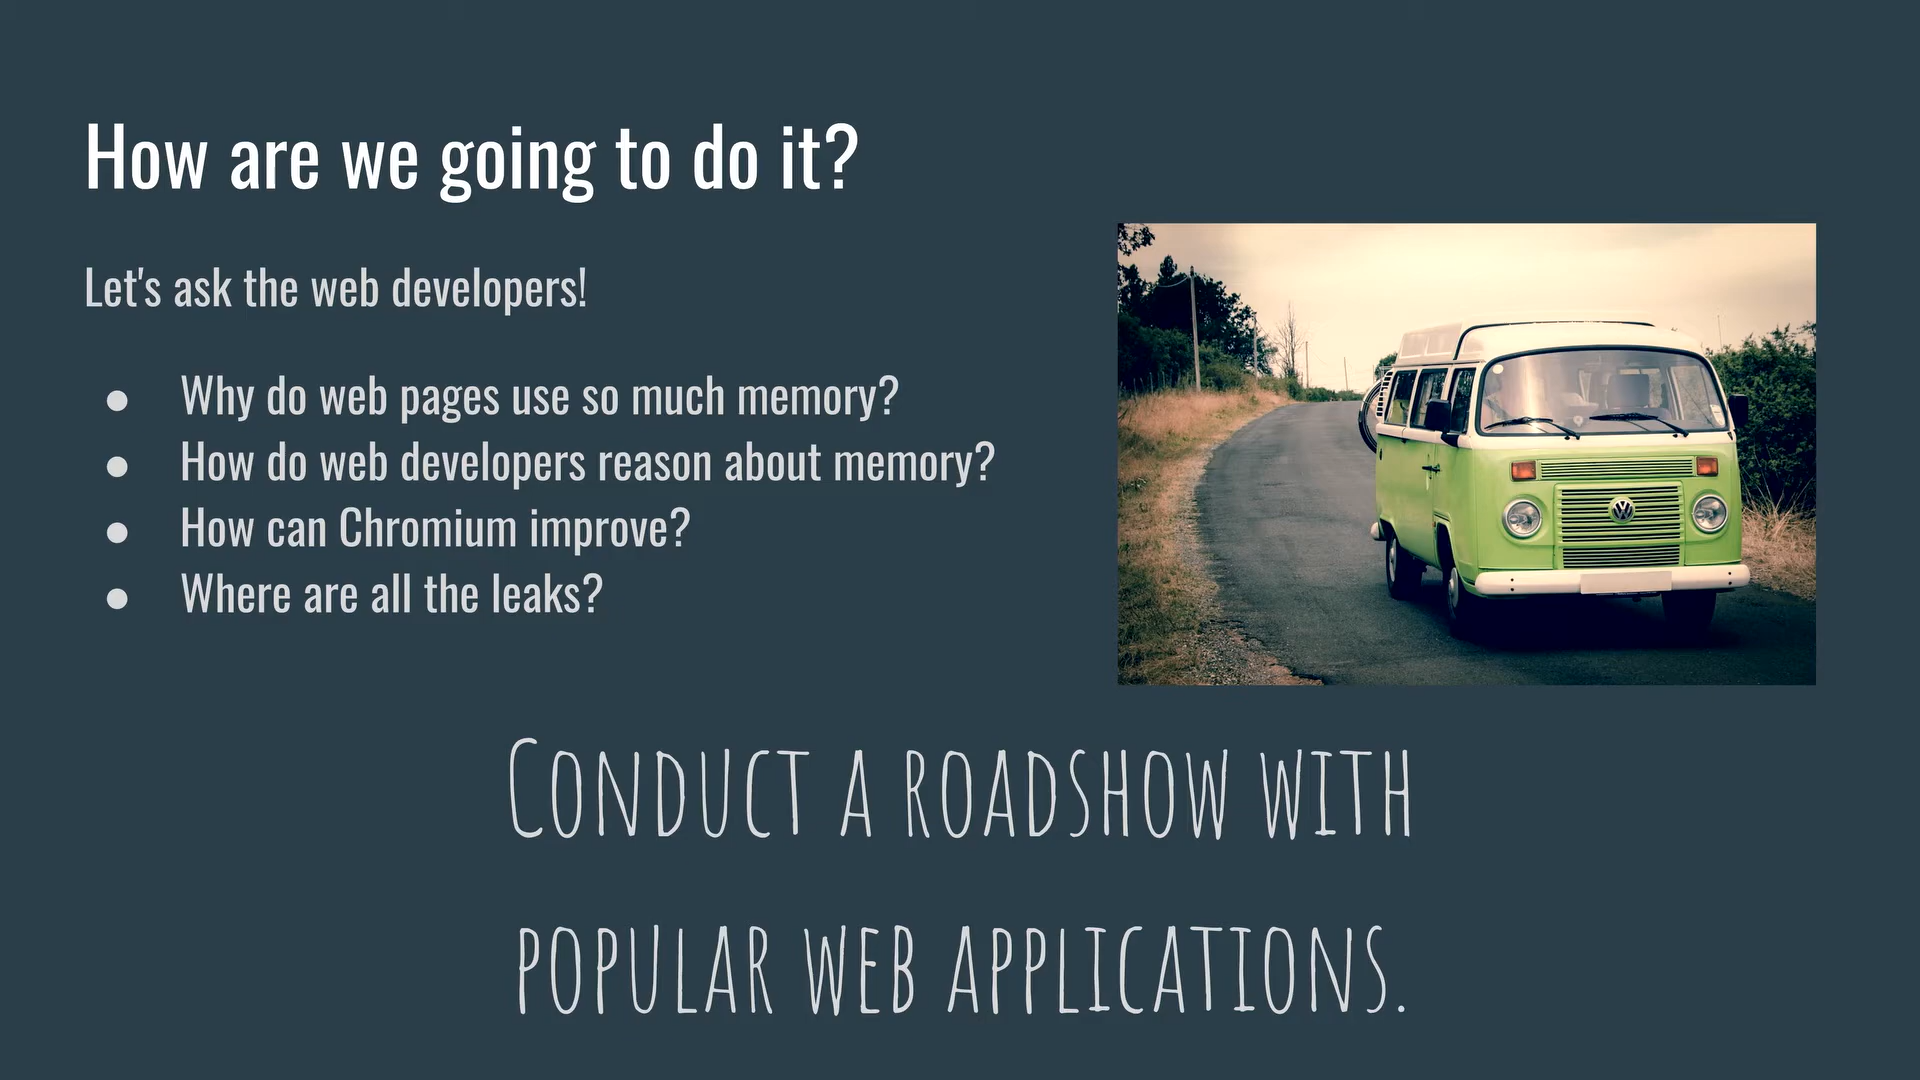 How are we going to do it?
Let's ask the web developers!
● Why do web pages use so much memory?
● How do web developers reason about memory?
● How can Chromium improve?
● Where are all the leaks?
Conduct a roadshow with
popular web applications.